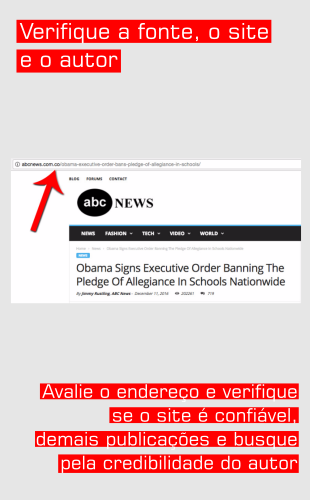 Verifique a fonte, o site
e o autor
abcnews.com.co/obama-executive-order-bans-pledge-of-allegiance-in-schools/
BLOG FORUMS CONTACT
abc NEWS
NEWS FASHION TECH VIDEO WORLD
Home News Obama Signs Executive Order Banning The Pledge Of Allegiance In Schools Nationwide
NEWS
Obama Signs Executive Order Banning The
Pledge Of Allegiance In Schools Nationwide
By Jimmy Rustling, ABC News - December 11, 2016
Avalie o endereço e verifique
se o site é confiável,
demais publicações e busque
pela credibilidade do autor